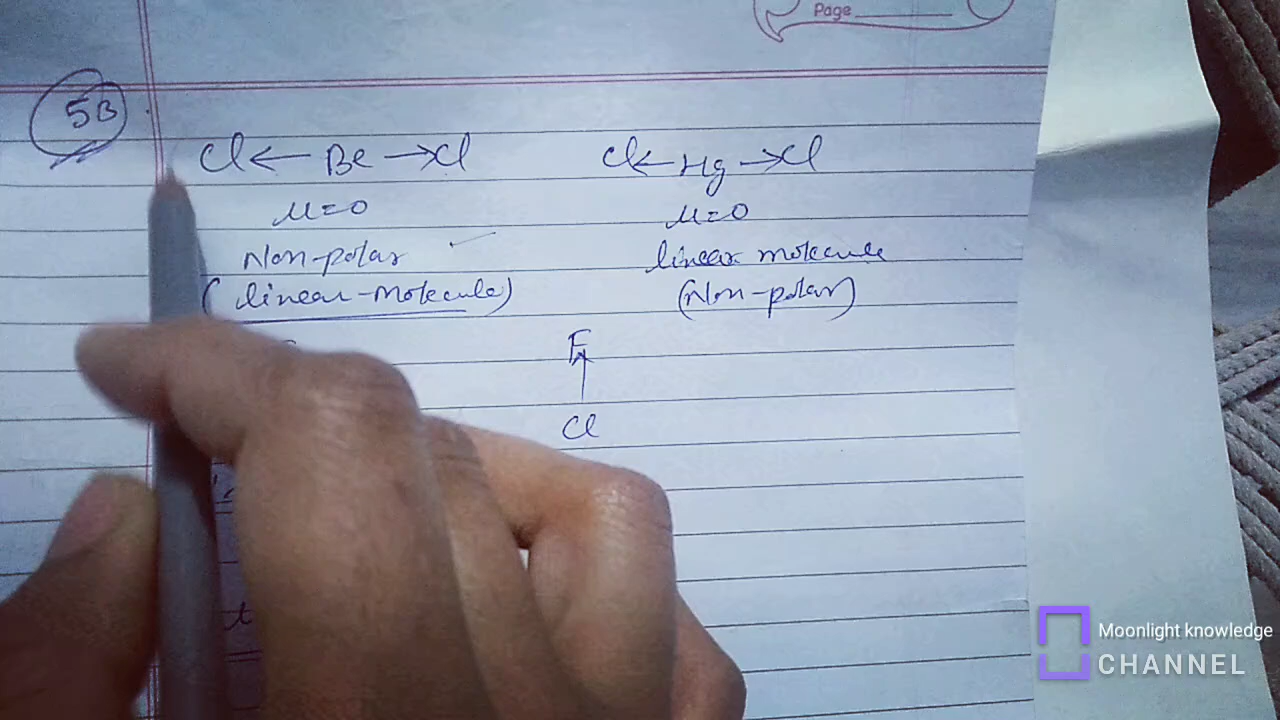 Page
5B
Cl ← Be → Cl Cl ← Hg → Cl
μ=0 μ=0
Non-polar linear molecule
(linear-molecule) (Non-polar)
F
↑
Cl
Moonlight knowledge
CHANNEL